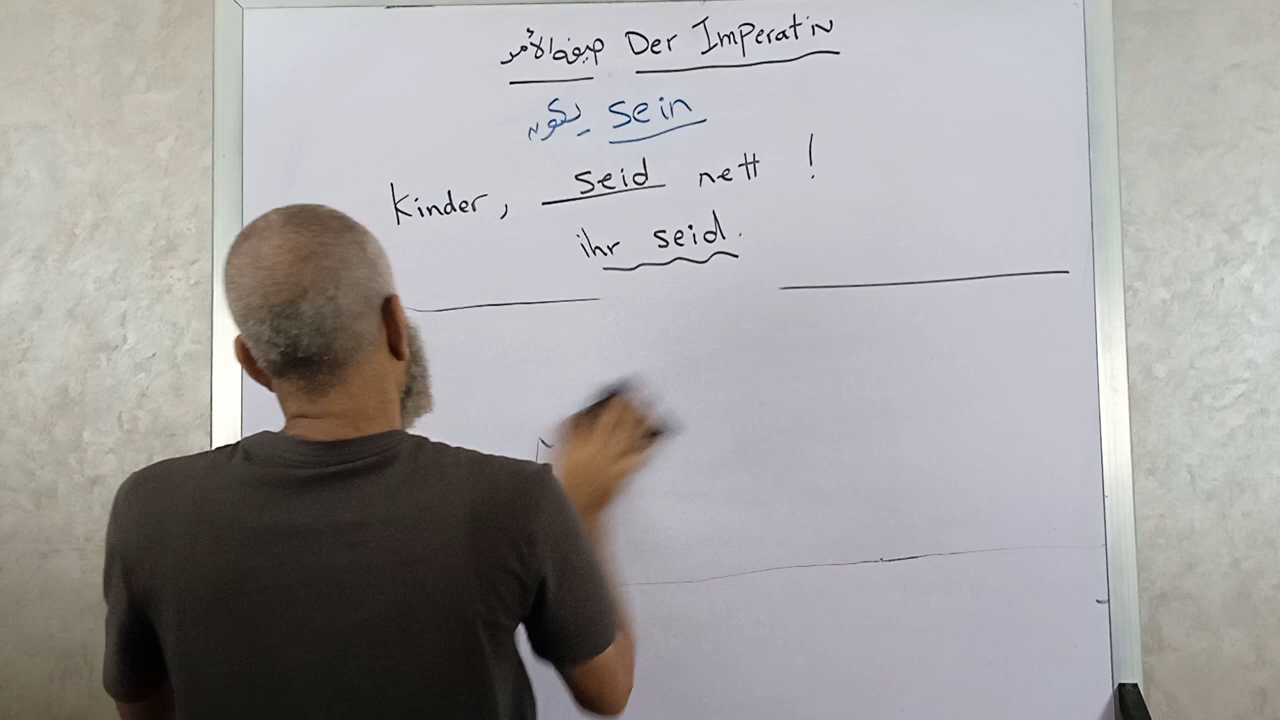 Der Imperativ صيغة الأمر
sein يكون
Kinder, seid nett !
ihr seid.